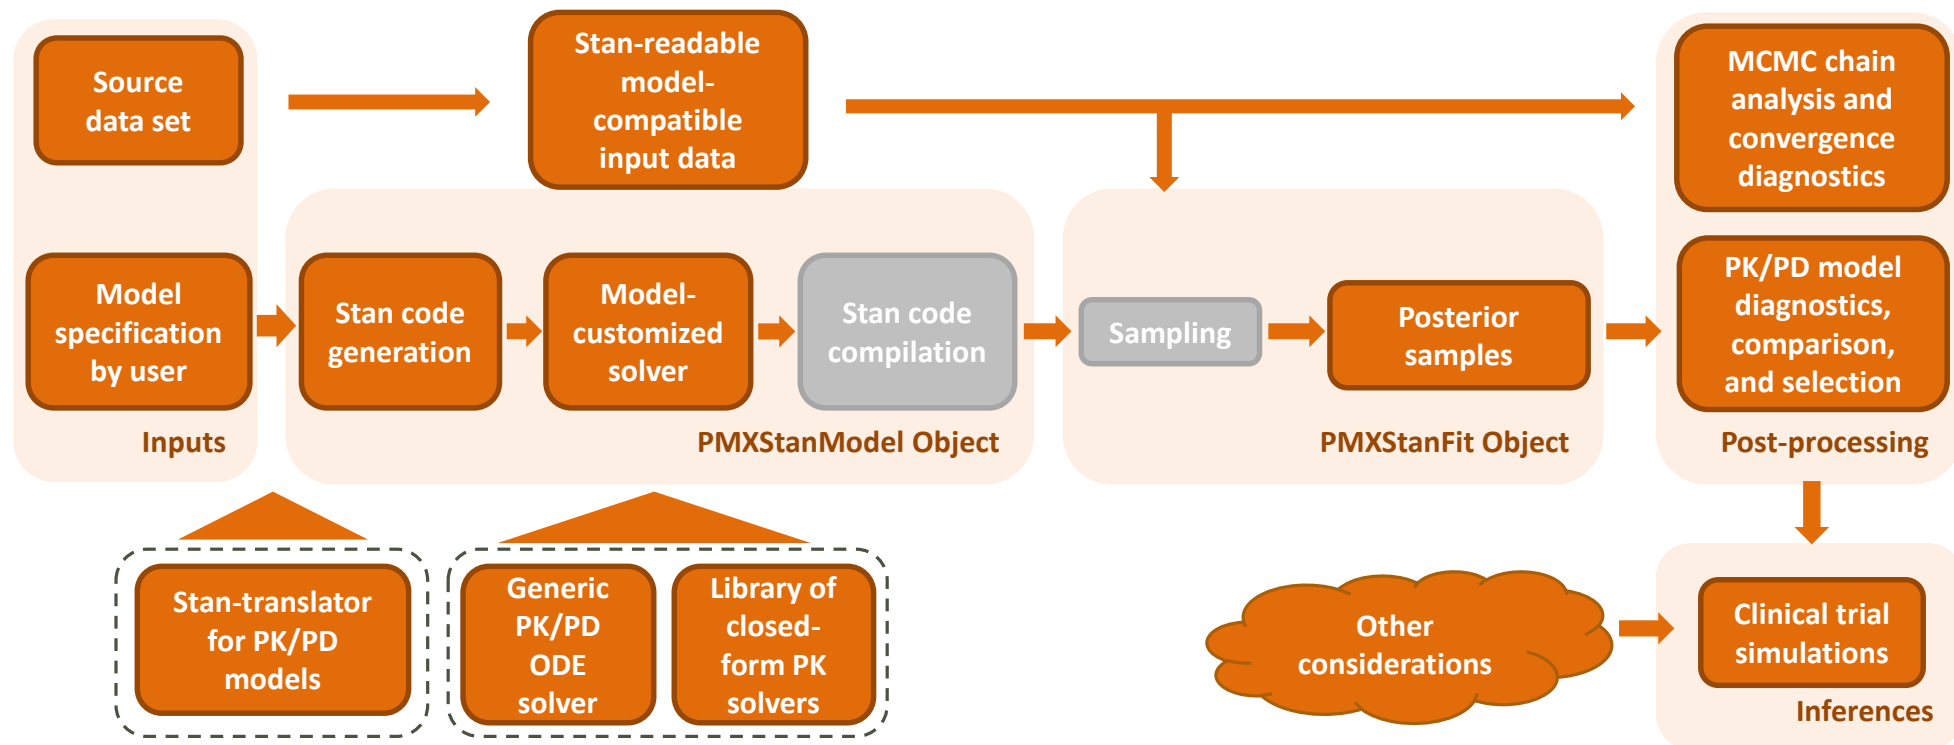 Source
data set
Stan-readable
model-
compatible
input data
MCMC chain
analysis and
convergence
diagnostics
Model
specification
by user
Stan code
generation
Model-
customized
solver
Stan code
compilation
Sampling
Posterior
samples
PK/PD model
diagnostics,
comparison,
and selection
Inputs
PMXStanModel Object
PMXStanFit Object
Post-processing
Stan-translator
for PK/PD
models
Generic
PK/PD
ODE
solver
Library of
closed-
form PK
solvers
Other
considerations
Clinical trial
simulations
Inferences